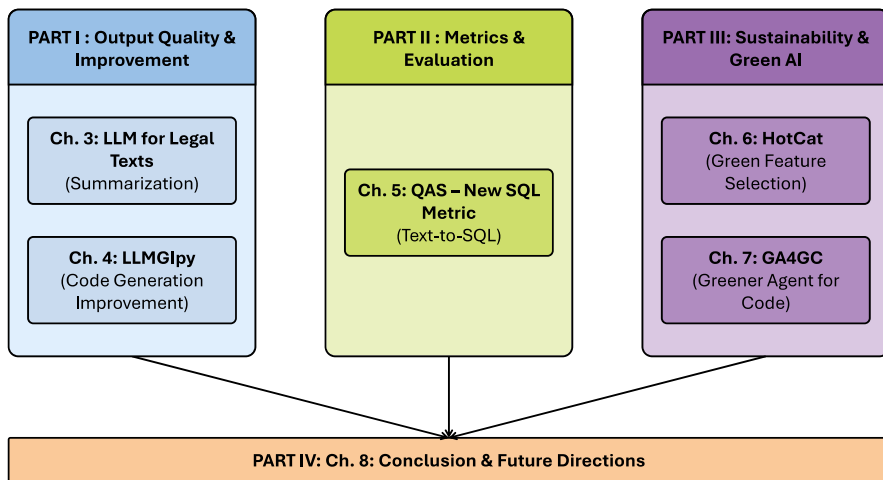 PART I : Output Quality &
Improvement
Ch. 3: LLM for Legal
Texts
(Summarization)
Ch. 4: LLMGIpy
(Code Generation
Improvement)
PART II : Metrics &
Evaluation
Ch. 5: QAS – New SQL
Metric
(Text-to-SQL)
PART III: Sustainability &
Green AI
Ch. 6: HotCat
(Green Feature
Selection)
Ch. 7: GA4GC
(Greener Agent for
Code)
PART IV: Ch. 8: Conclusion & Future Directions